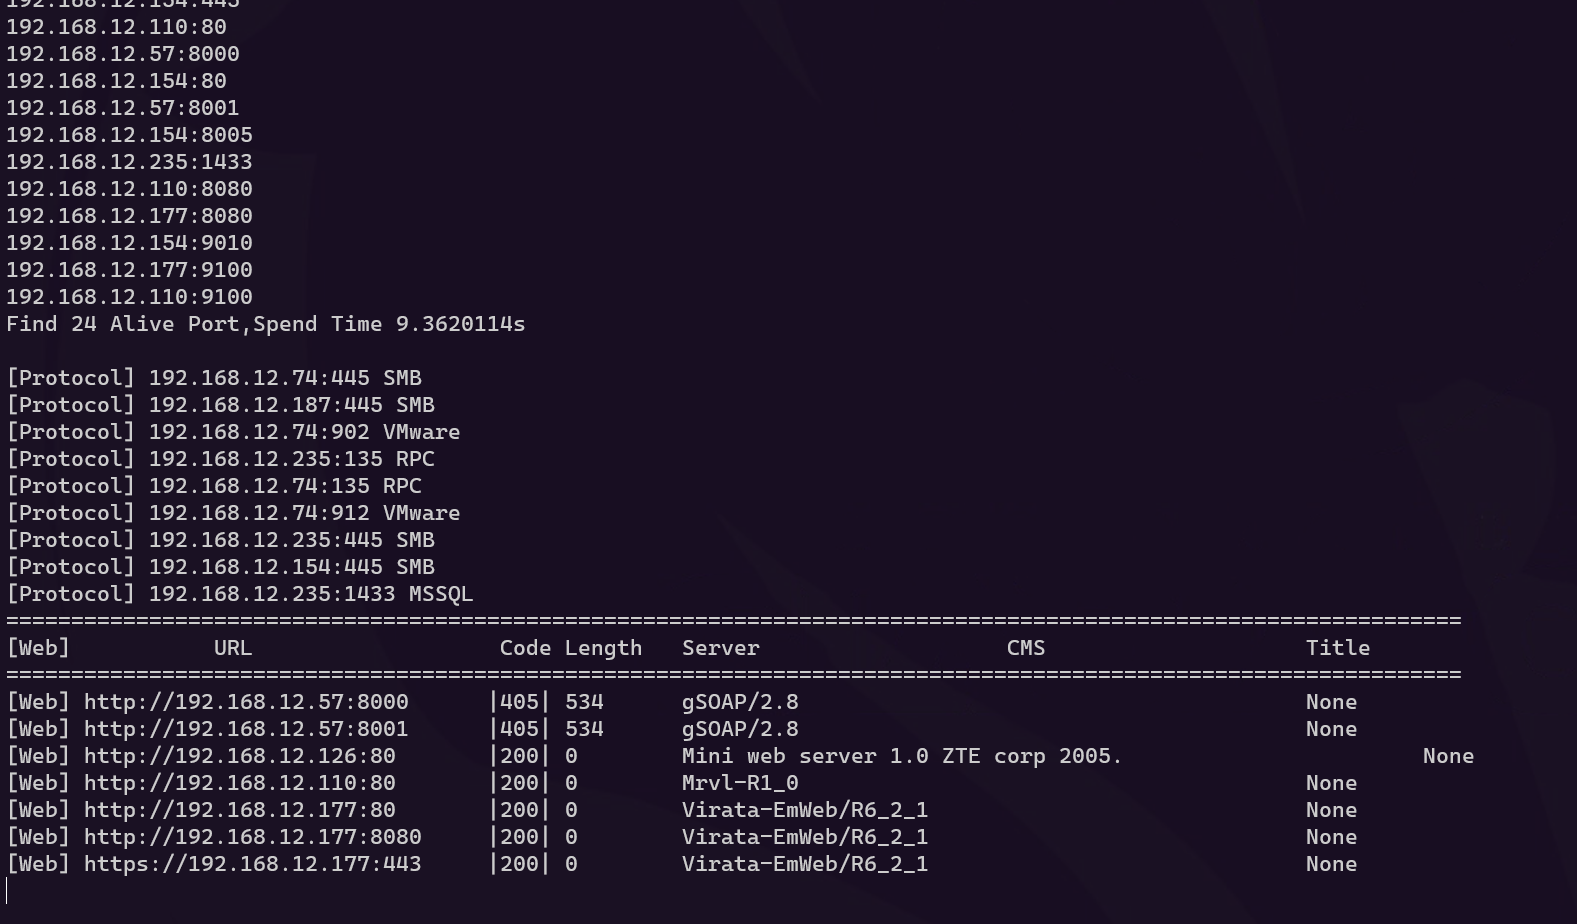 192.168.12.154:445
192.168.12.110:80
192.168.12.57:8000
192.168.12.154:80
192.168.12.57:8001
192.168.12.154:8005
192.168.12.235:1433
192.168.12.110:8080
192.168.12.177:8080
192.168.12.154:9010
192.168.12.177:9100
192.168.12.110:9100
Find 24 Alive Port,Spend Time 9.3620114s
[Protocol] 192.168.12.74:445 SMB
[Protocol] 192.168.12.187:445 SMB
[Protocol] 192.168.12.74:902 VMware
[Protocol] 192.168.12.235:135 RPC
[Protocol] 192.168.12.74:135 RPC
[Protocol] 192.168.12.74:912 VMware
[Protocol] 192.168.12.235:445 SMB
[Protocol] 192.168.12.154:445 SMB
[Protocol] 192.168.12.235:1433 MSSQL
================================================================================================================
[Web] URL Code Length Server CMS Title
================================================================================================================
[Web] http://192.168.12.57:8000 |405| 534 gSOAP/2.8 None
[Web] http://192.168.12.57:8001 |405| 534 gSOAP/2.8 None
[Web] http://192.168.12.126:80 |200| 0 Mini web server 1.0 ZTE corp 2005. None
[Web] http://192.168.12.110:80 |200| 0 Mrvl-R1_0 None
[Web] http://192.168.12.177:80 |200| 0 Virata-EmWeb/R6_2_1 None
[Web] http://192.168.12.177:8080 |200| 0 Virata-EmWeb/R6_2_1 None
[Web] https://192.168.12.177:443 |200| 0 Virata-EmWeb/R6_2_1 None